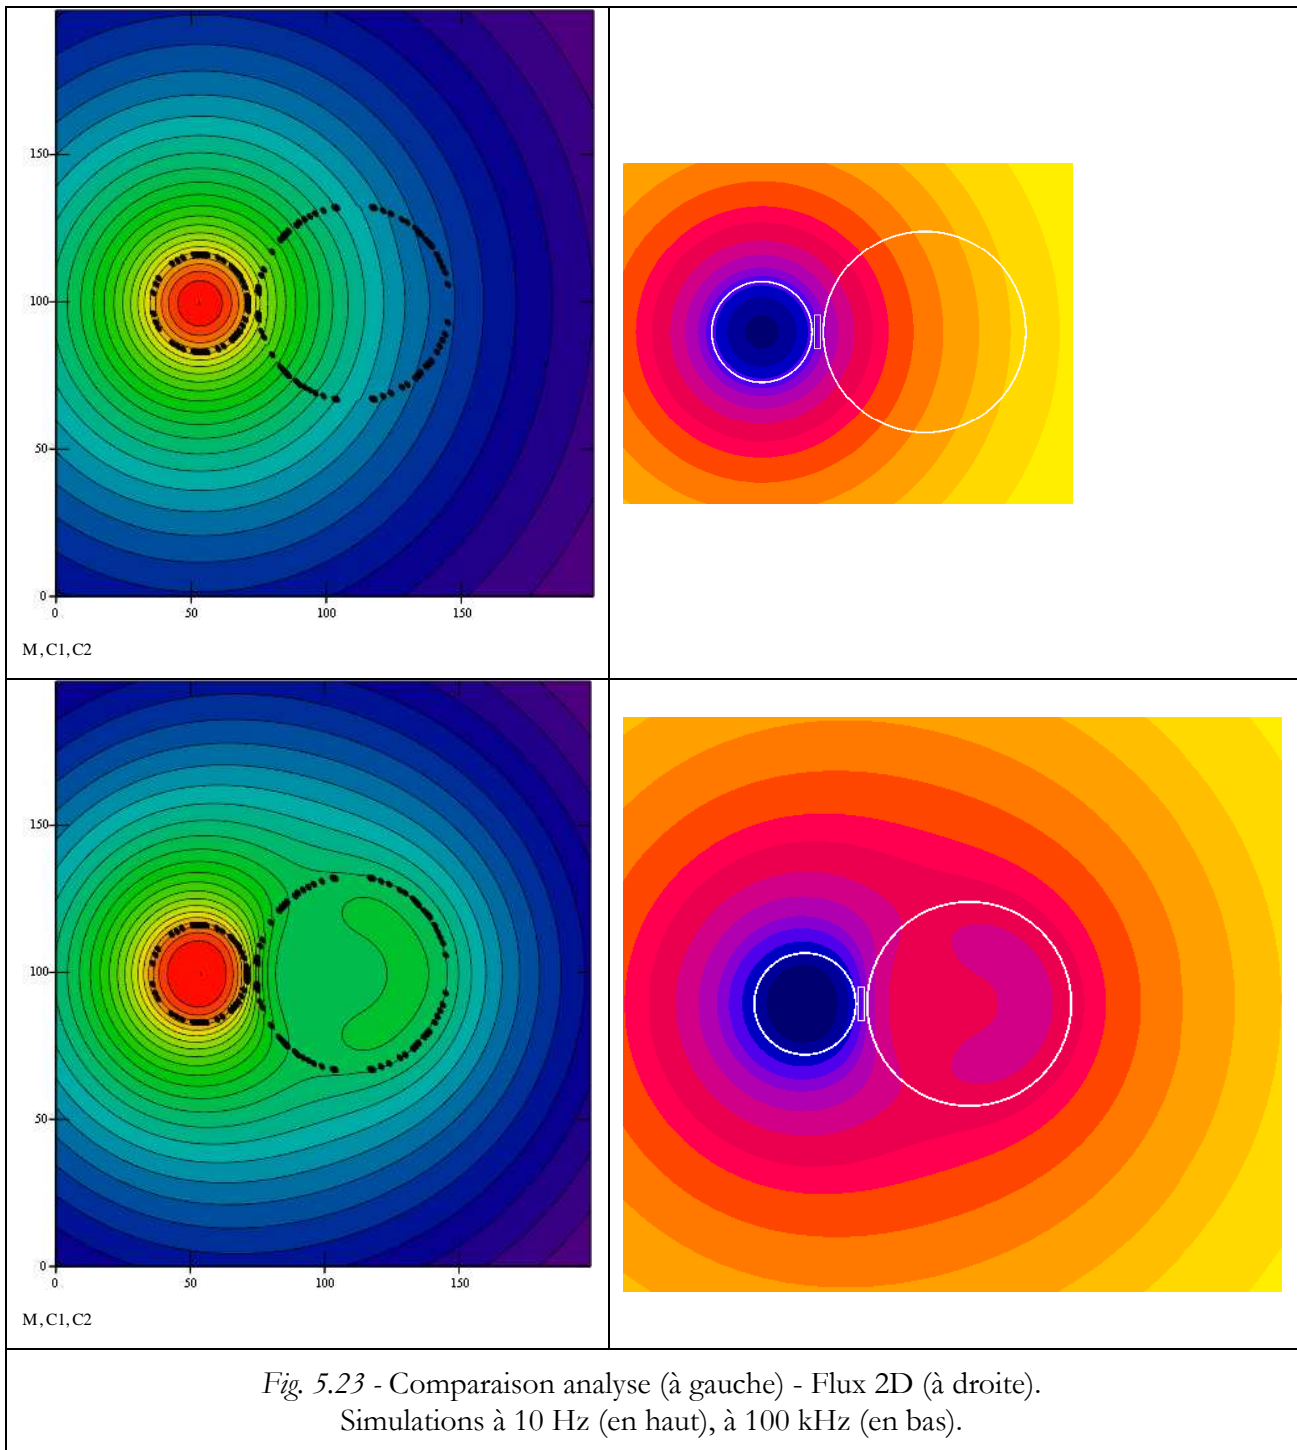 150
100
50
0
0 50 100 150
M, C1, C2
150
100
50
0
0 50 100 150
M, C1, C2
Fig. 5.23 - Comparaison analyse (à gauche) - Flux 2D (à droite).
Simulations à 10 Hz (en haut), à 100 kHz (en bas).